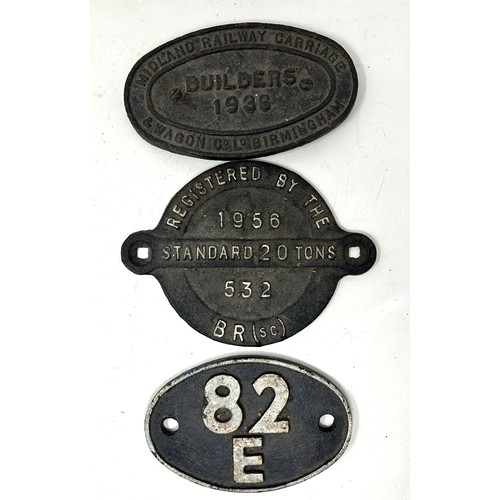 MIDLAND RAILWAY CARRIAGE
BUILDERS
1936
& WAGON Co. Ld. BIRMINGHAM.
REGISTERED BY THE
1956
STANDARD 20 TONS
532
BR (SC)
82
E